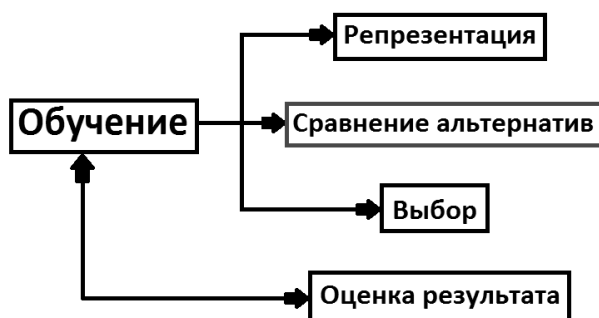 Репрезентация
Обучение
Сравнение альтернатив
Выбор
Оценка результата